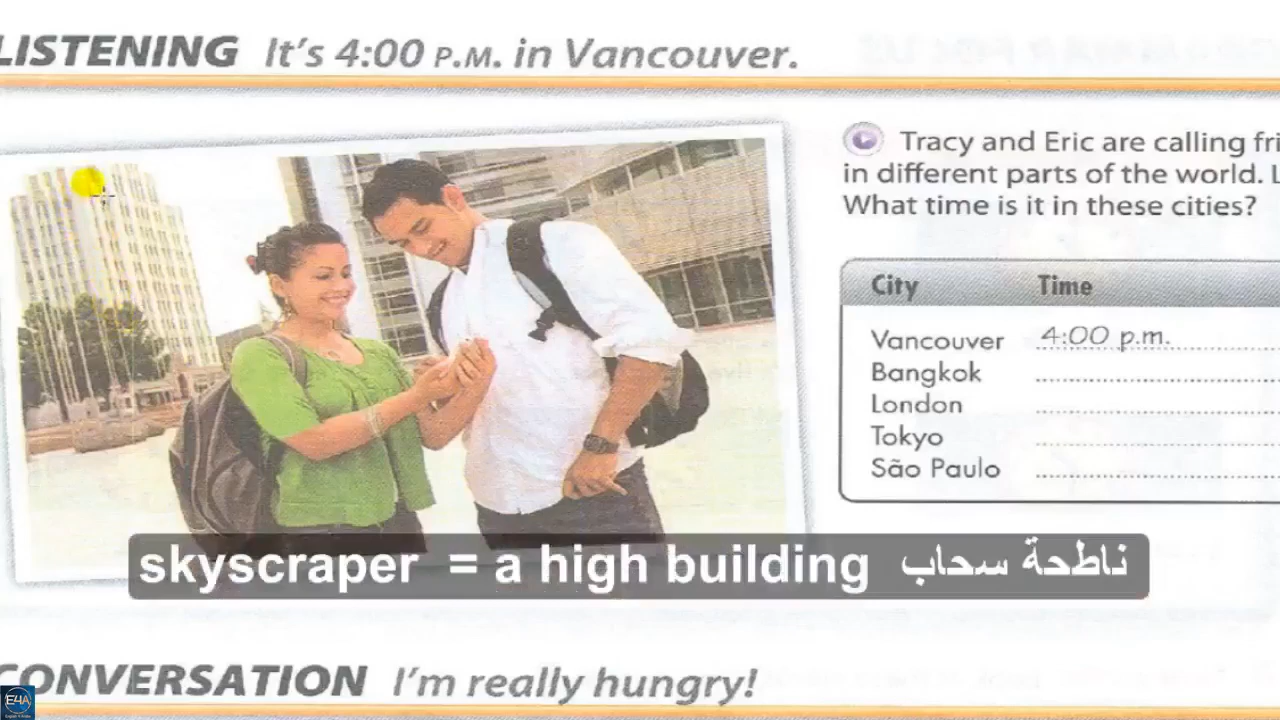 LISTENING It's 4:00 P.M. in Vancouver.
Tracy and Eric are calling
in different parts of the world.
What time is it in these cities?
City Time
Vancouver 4:00 p.m.
Bangkok
London
Tokyo
São Paulo
skyscraper = a high building ناطحة سحاب
CONVERSATION I'm really hungry!
E4A